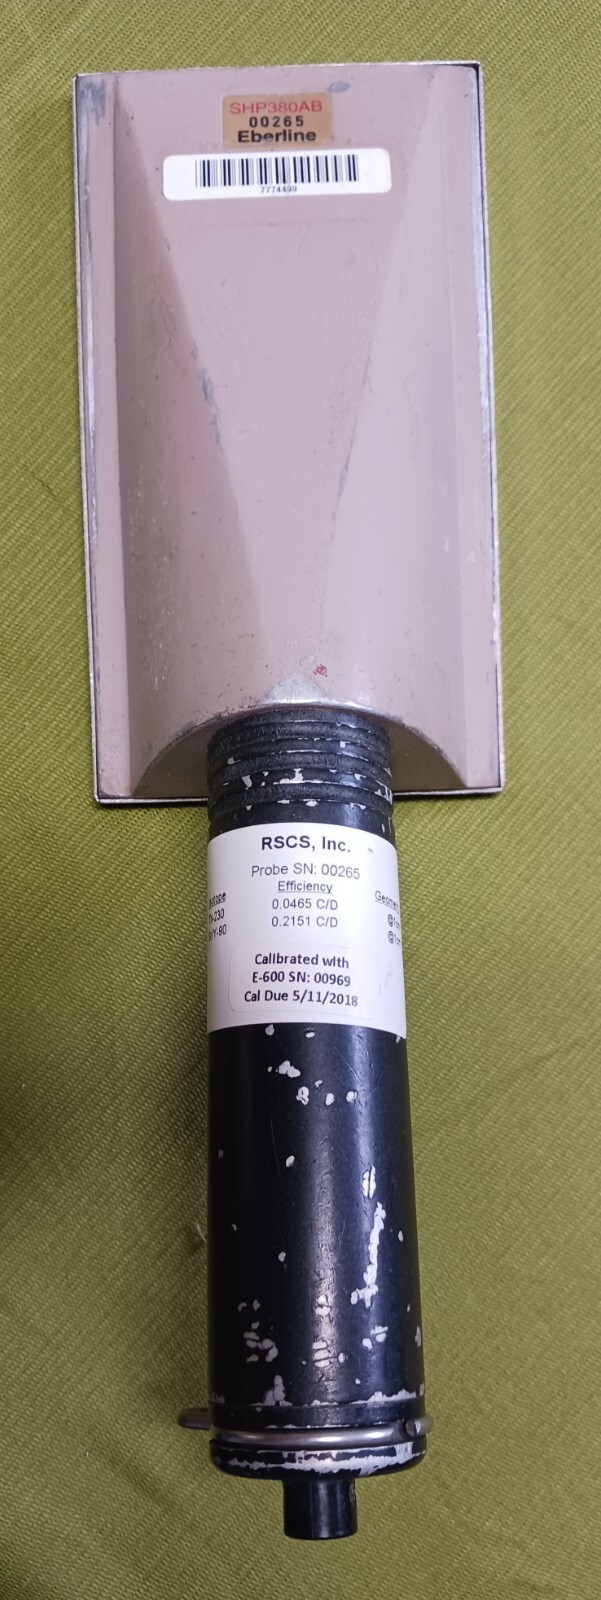 SHP380AB
00265
Eberline
7774499
RSCS, Inc.
Probe SN: 00265
Efficiency
0.0465 C/D
0.2151 C/D
Calibrated with
E-600 SN: 00969
Cal Due 5/11/2018